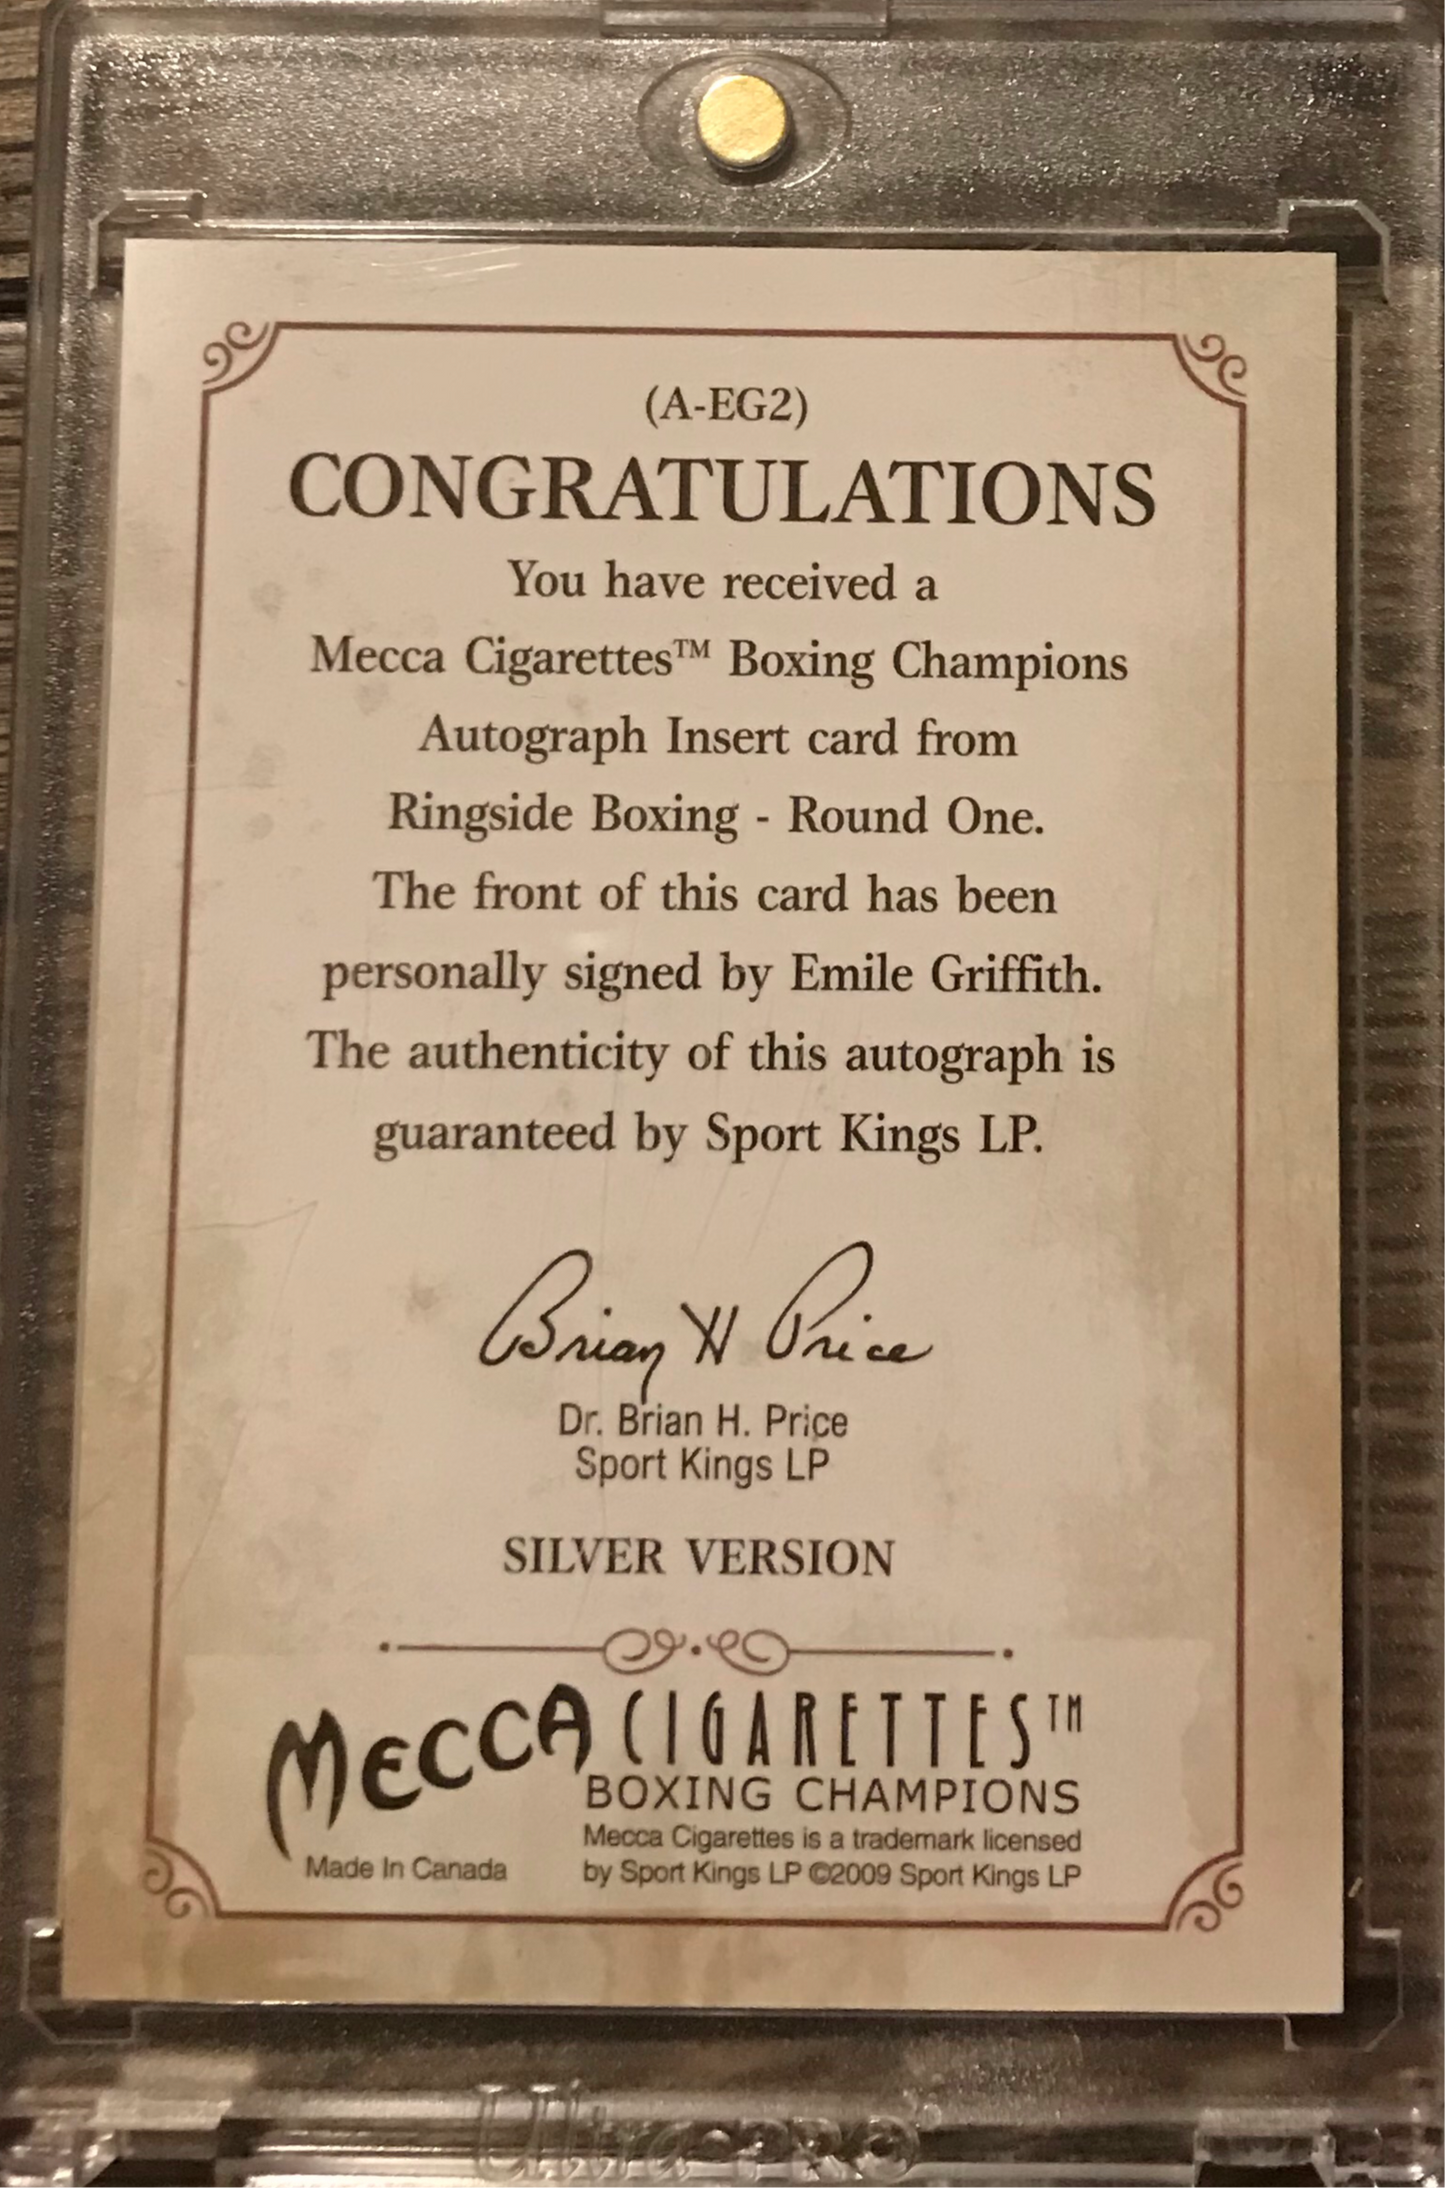 (A-EG2)
CONGRATULATIONS
You have received a
Mecca Cigarettes™ Boxing Champions
Autograph Insert card from
Ringside Boxing - Round One.
The front of this card has been
personally signed by Emile Griffith.
The authenticity of this autograph is
guaranteed by Sport Kings LP.
Brian H Price
Dr. Brian H. Price
Sport Kings LP
SILVER VERSION
MECCA CIGARETTES™
BOXING CHAMPIONS
Mecca Cigarettes is a trademark licensed
by Sport Kings LP ©2009 Sport Kings LP
Made In Canada
Ultra·PRO